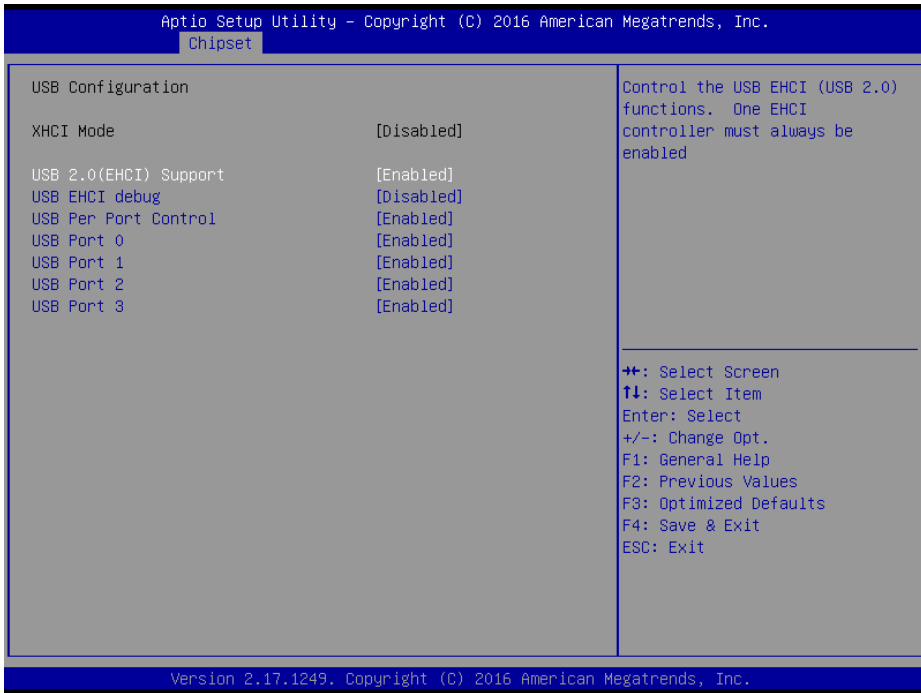 Aptio Setup Utility – Copyright (C) 2016 American Megatrends, Inc.
Chipset
USB Configuration
XHCI Mode [Disabled]
USB 2.0(EHCI) Support [Enabled]
USB EHCI debug [Disabled]
USB Per Port Control [Enabled]
USB Port 0 [Enabled]
USB Port 1 [Enabled]
USB Port 2 [Enabled]
USB Port 3 [Enabled]
Control the USB EHCI (USB 2.0)
functions. One EHCI
controller must always be
enabled
→←: Select Screen
↑↓: Select Item
Enter: Select
+/-: Change Opt.
F1: General Help
F2: Previous Values
F3: Optimized Defaults
F4: Save & Exit
ESC: Exit
Version 2.17.1249. Copyright (C) 2016 American Megatrends, Inc.